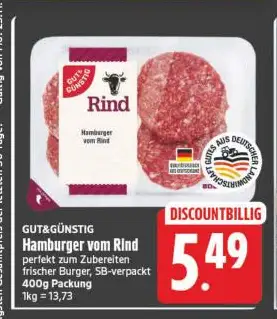 GUT&
GÜNSTIG
Rind
Hamburger
vom Rind
GUTES AUS DEUTSCHER LANDWIRTSCHAFT
DISCOUNTBILLIG
GUT&GÜNSTIG
Hamburger vom Rind
perfekt zum Zubereiten
frischer Burger, SB-verpackt
400g Packung
1kg = 13,73
5.49